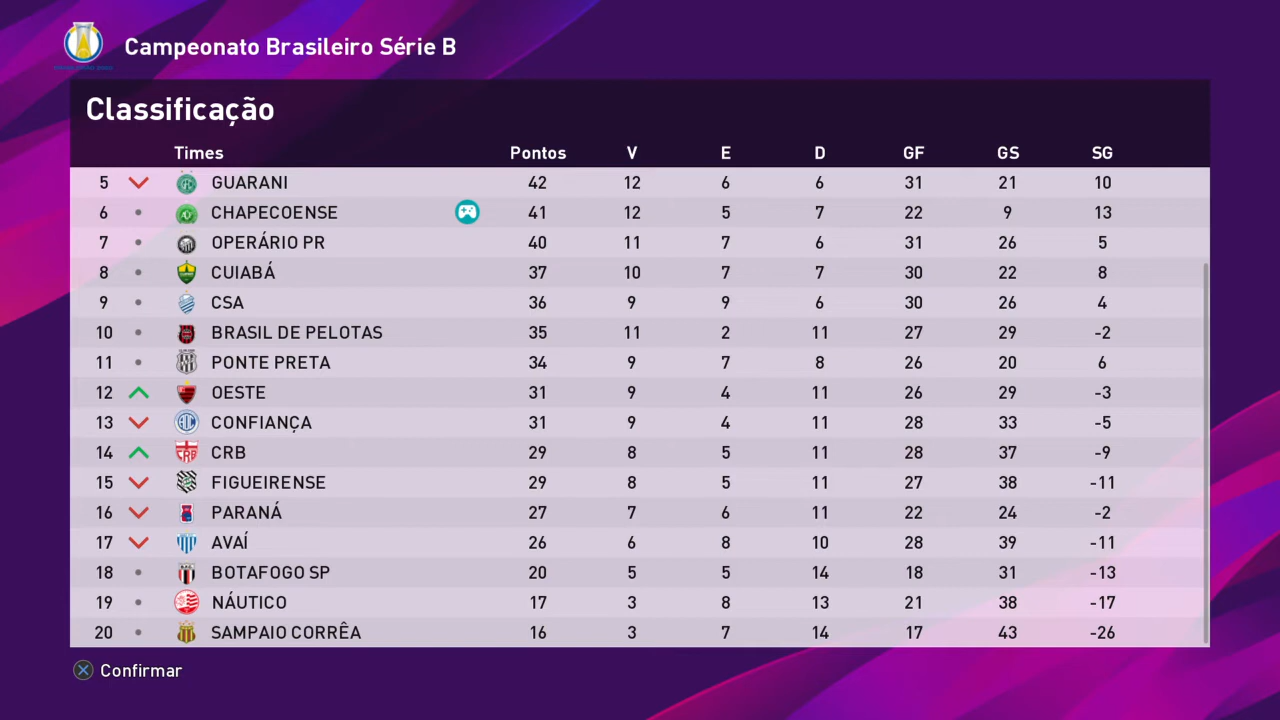 Campeonato Brasileiro Série B
Classificação
Times Pontos V E D GF GS SG
5 GUARANI 42 12 6 6 31 21 10
6 CHAPECOENSE 41 12 5 7 22 9 13
7 OPERÁRIO PR 40 11 7 6 31 26 5
8 CUIABÁ 37 10 7 7 30 22 8
9 CSA 36 9 9 6 30 26 4
10 BRASIL DE PELOTAS 35 11 2 11 27 29 -2
11 PONTE PRETA 34 9 7 8 26 20 6
12 OESTE 31 9 4 11 26 29 -3
13 CONFIANÇA 31 9 4 11 28 33 -5
14 CRB 29 8 5 11 28 37 -9
15 FIGUEIRENSE 29 8 5 11 27 38 -11
16 PARANÁ 27 7 6 11 22 24 -2
17 AVAÍ 26 6 8 10 28 39 -11
18 BOTAFOGO SP 20 5 5 14 18 31 -13
19 NÁUTICO 17 3 8 13 21 38 -17
20 SAMPAIO CORRÊA 16 3 7 14 17 43 -26
Confirmar